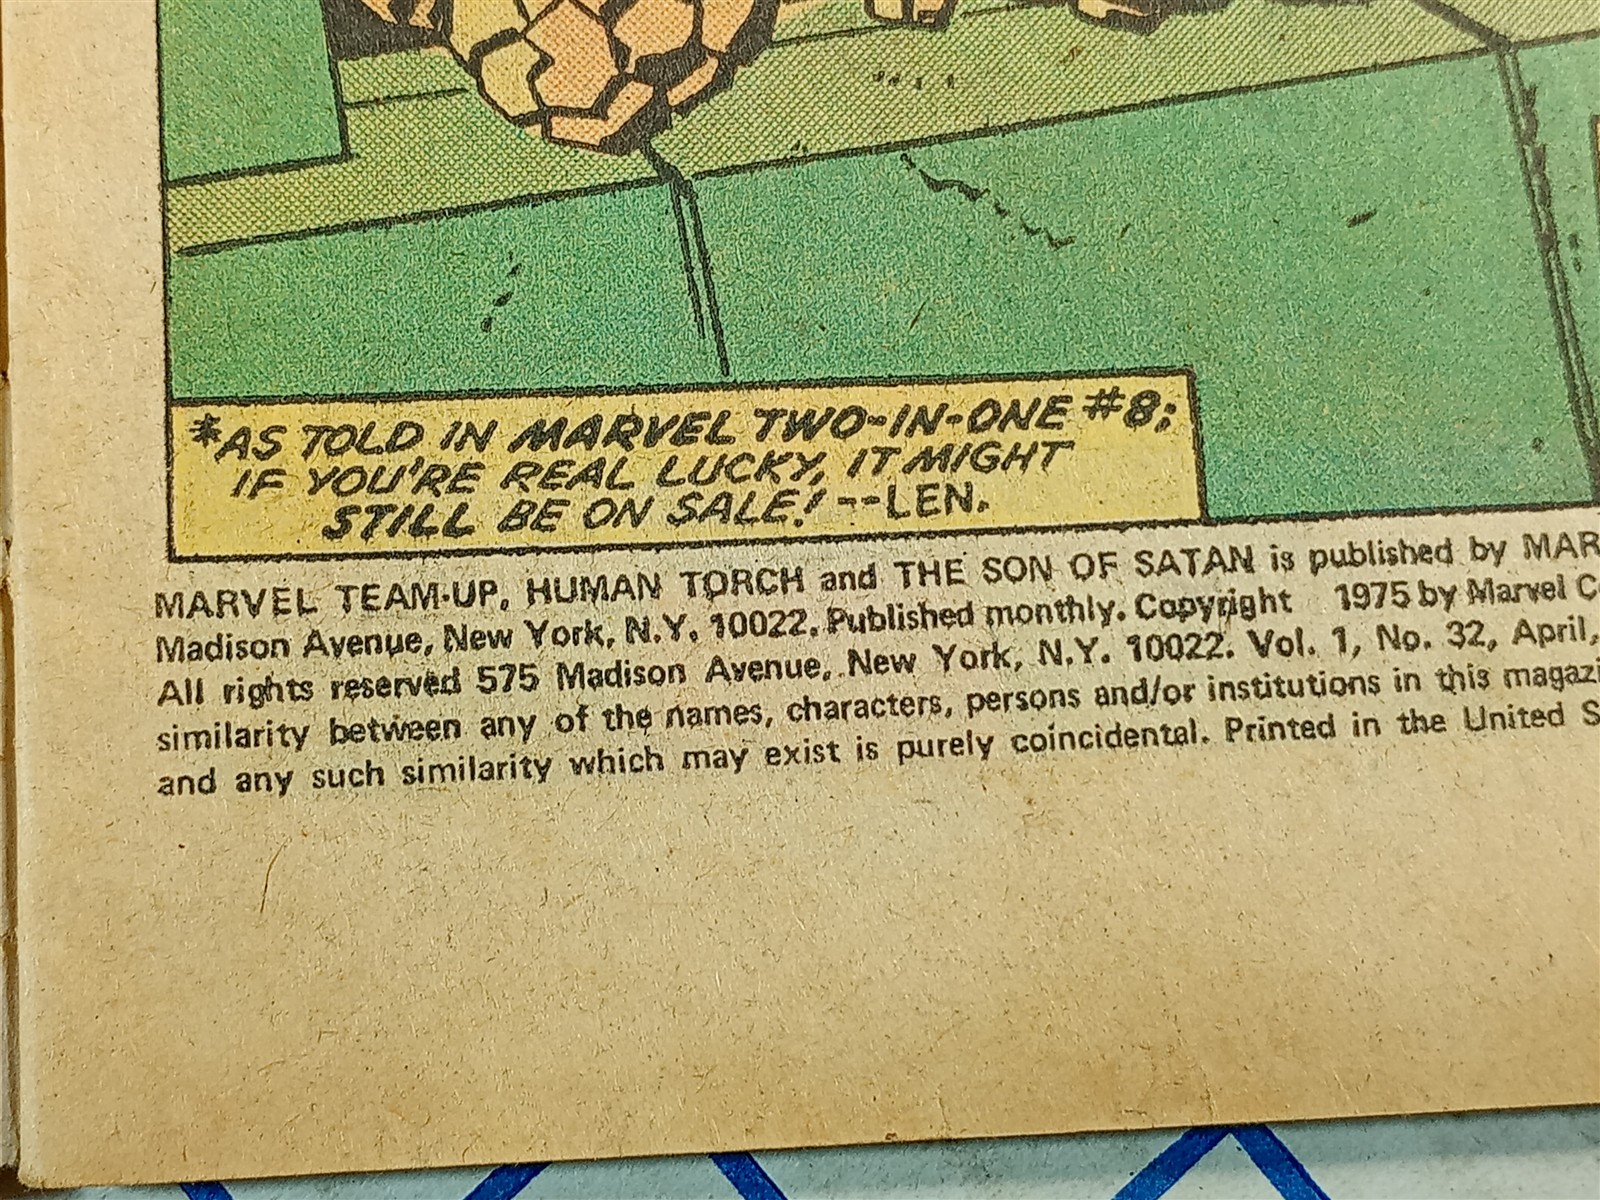 *AS TOLD IN MARVEL TWO-IN-ONE #8;
IF YOU'RE REAL LUCKY, IT MIGHT
STILL BE ON SALE! --LEN.
MARVEL TEAM-UP, HUMAN TORCH and THE SON OF SATAN is published by MAR
Madison Avenue, New York, N.Y. 10022. Published monthly. Copyright 1975 by Marvel C
All rights reserved 575 Madison Avenue, New York, N.Y. 10022. Vol. 1, No. 32, April,
similarity between any of the names, characters, persons and/or institutions in this magazi
and any such similarity which may exist is purely coincidental. Printed in the United S